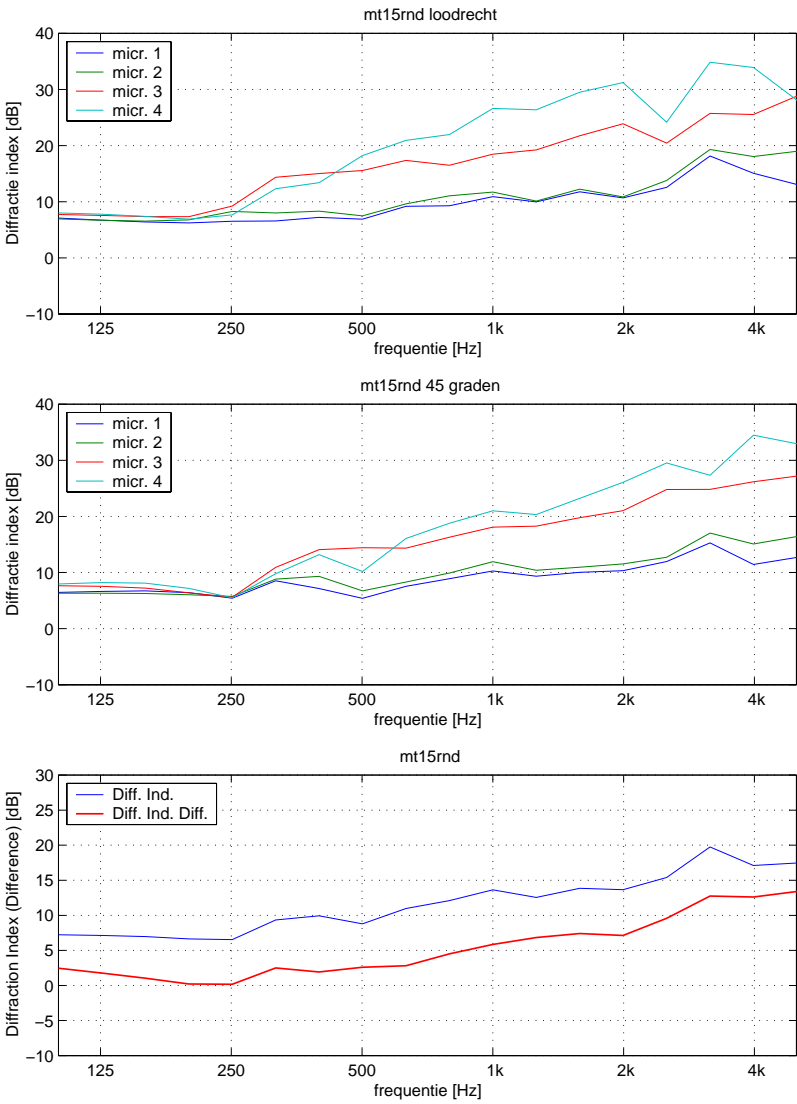 mt15rnd loodrecht
40
30
20
10
0
−10
Diffractie index [dB]
micr. 1
micr. 2
micr. 3
micr. 4
125 250 500 1k 2k 4k
frequentie [Hz]
mt15rnd 45 graden
40
30
20
10
0
−10
Diffractie index [dB]
micr. 1
micr. 2
micr. 3
micr. 4
125 250 500 1k 2k 4k
frequentie [Hz]
mt15rnd
30
25
20
15
10
5
0
−5
−10
Diffraction Index (Difference) [dB]
Diff. Ind.
Diff. Ind. Diff.
125 250 500 1k 2k 4k
frequentie [Hz]